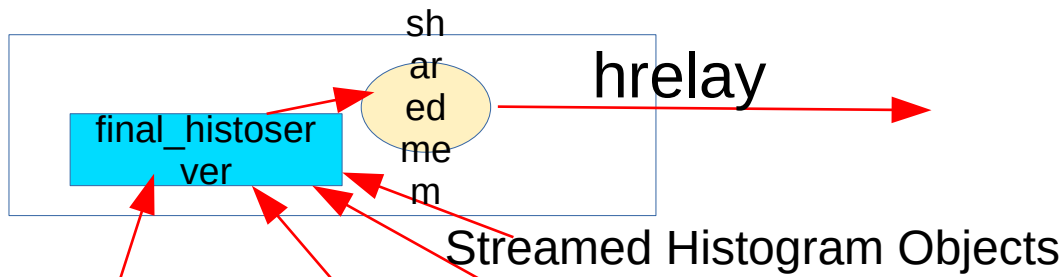 sh
ar
ed
me
m
hrelay
final_histoser
ver
Streamed Histogram Objects